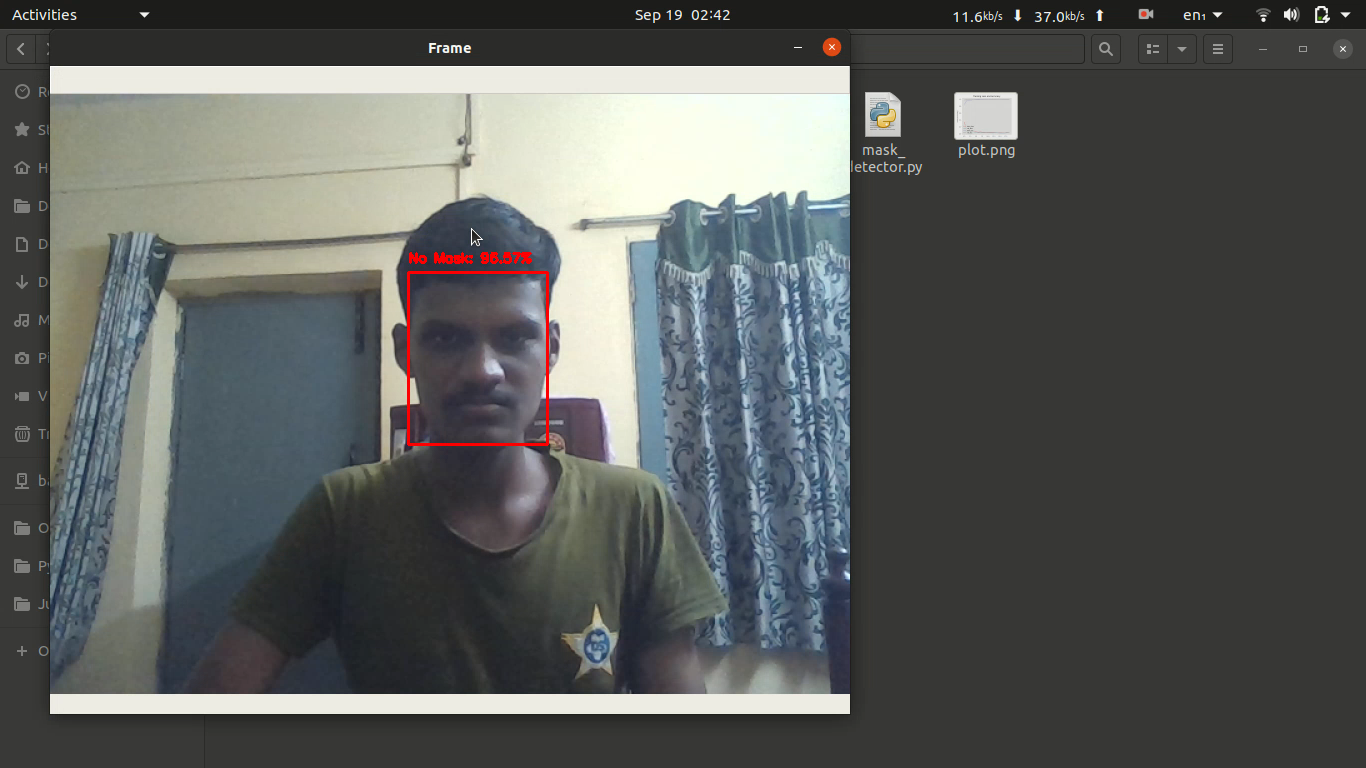 Activities
Sep 19 02:42
11.6kb/s
37.0kb/s
en₁
Frame
No Mask: 96.57%
mask_
detector.py
plot.png